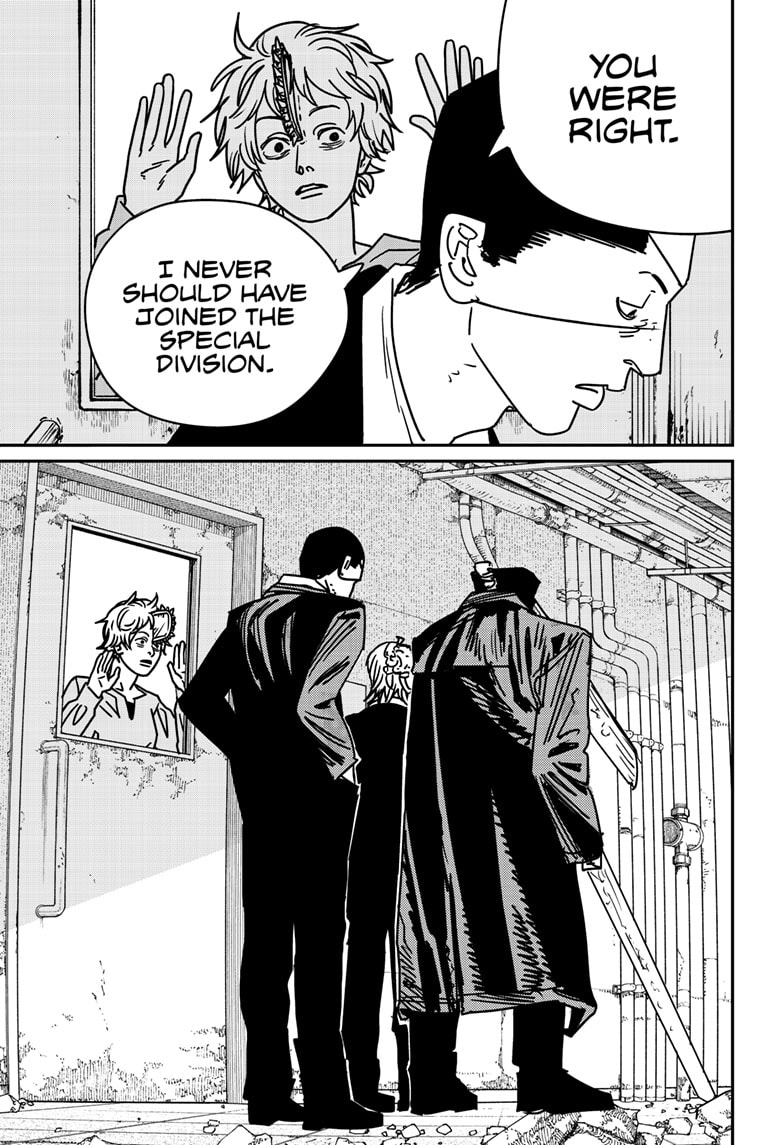 YOU
WERE
RIGHT.
I NEVER
SHOULD HAVE
JOINED THE
SPECIAL
DIVISION.